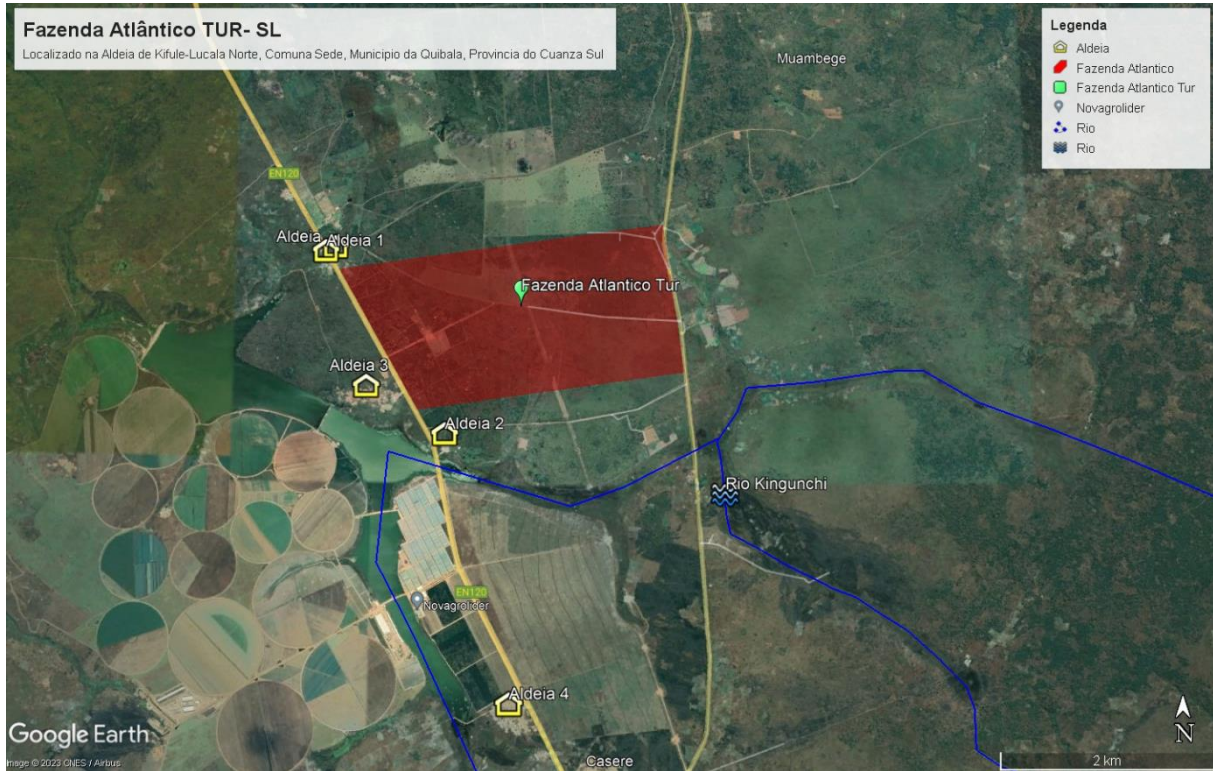 Fazenda Atlântico TUR- SL
Localizado na Aldeia de Kifule-Lucala Norte, Comuna Sede, Municipio da Quibala, Provincia do Cuanza Sul
Legenda
Aldeia
Fazenda Atlantico
Fazenda Atlantico Tur
Novagrolider
Rio
Rio
Muambege
EN120
Aldeia
Aldeia 1
Fazenda Atlantico Tur
Aldeia 3
Aldeia 2
Rio Kingunchi
EN120
Novagrolider
Aldeia 4
Google Earth
Casere
N
2 km
Image © 2023 CNES / Airbus